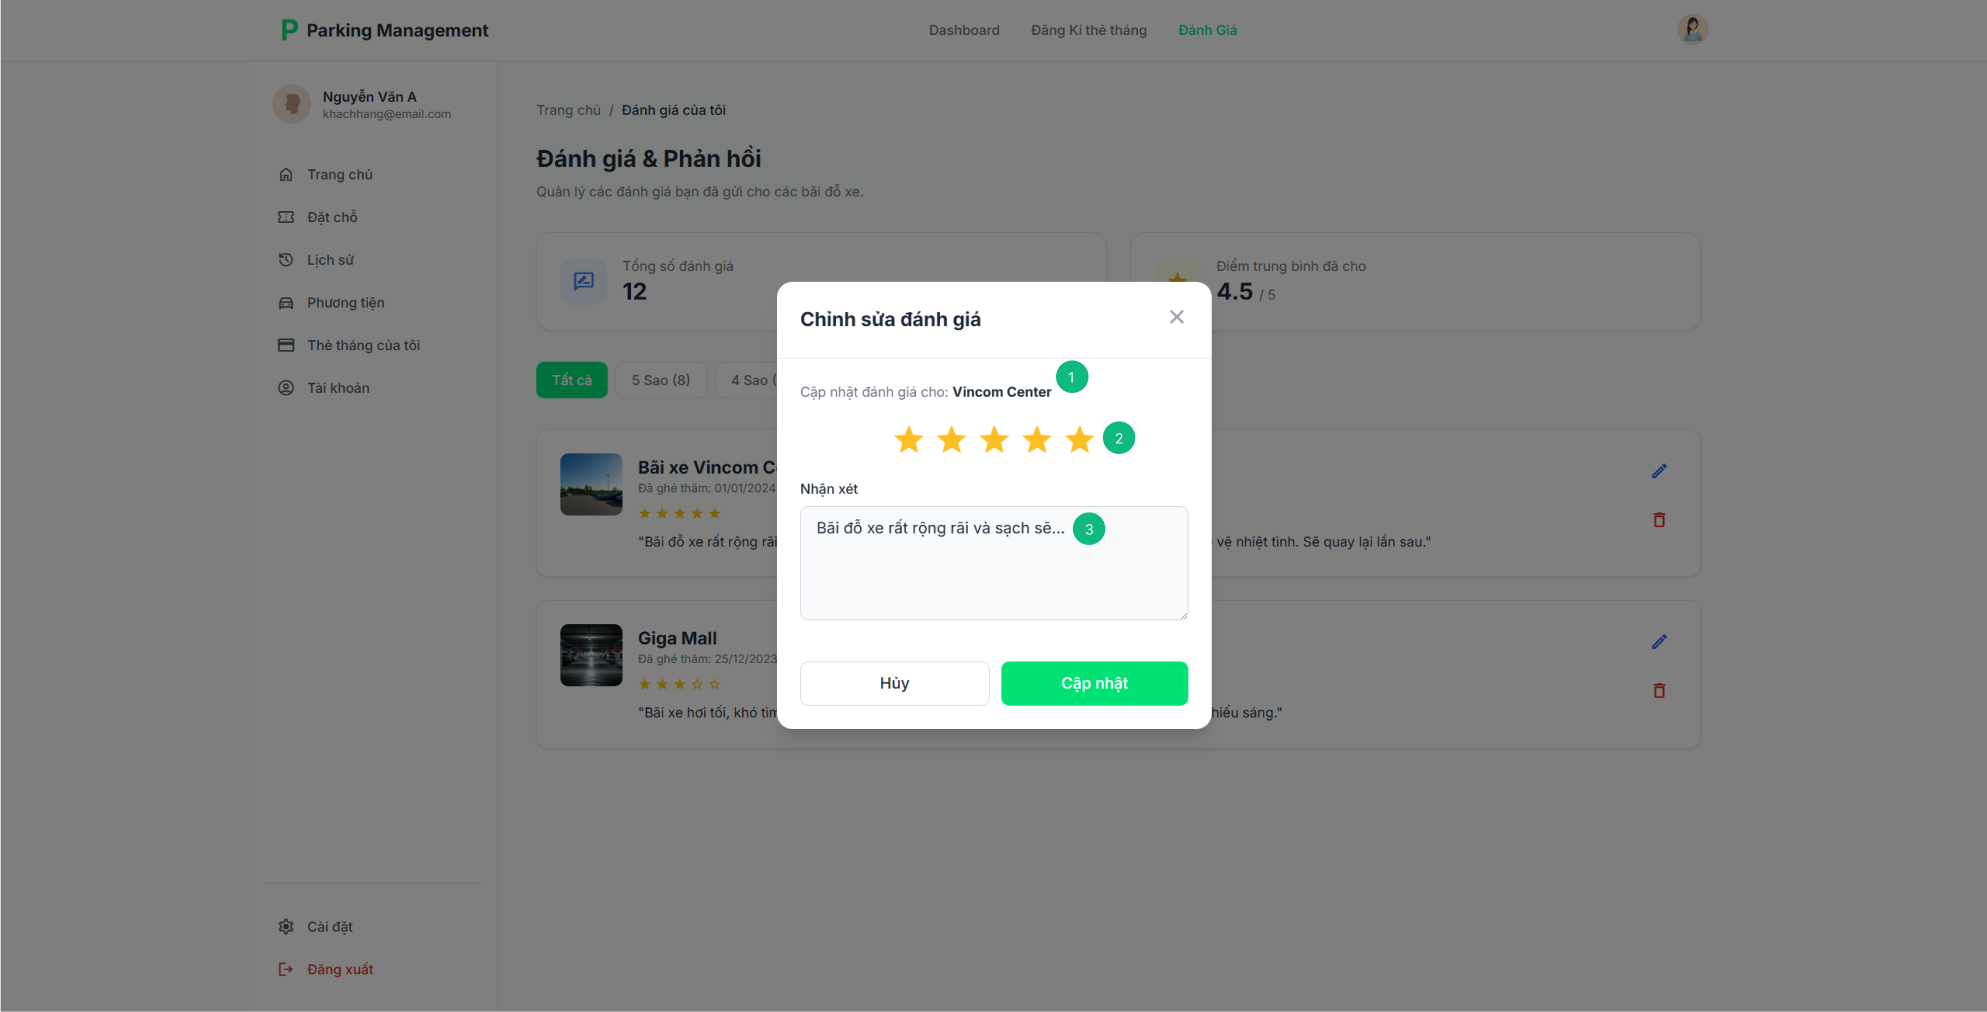 Parking Management
Dashboard
Đăng Kí thẻ tháng
Đánh Giá
Nguyễn Văn A
khachhang@email.com
Trang chủ
Đặt chỗ
Lịch sử
Phương tiện
Thẻ tháng của tôi
Tài khoản
Cài đặt
Đăng xuất
Trang chủ / Đánh giá của tôi
Đánh giá & Phản hồi
Quản lý các đánh giá bạn đã gửi cho các bãi đỗ xe.
Tổng số đánh giá
12
Điểm trung bình đã cho
4.5 / 5
Tất cả
5 Sao (8)
4 Sao (
Bãi xe Vincom C
Đã ghé thăm: 01/01/2024
"Bãi đỗ xe rất rộng rãi
vệ nhiệt tình. Sẽ quay lại lần sau."
Giga Mall
Đã ghé thăm: 25/12/2023
"Bãi xe hơi tối, khó tìm
hiếu sáng."
Chỉnh sửa đánh giá
Cập nhật đánh giá cho: Vincom Center
1
2
Nhận xét
Bãi đỗ xe rất rộng rãi và sạch sẽ...
3
Hủy
Cập nhật